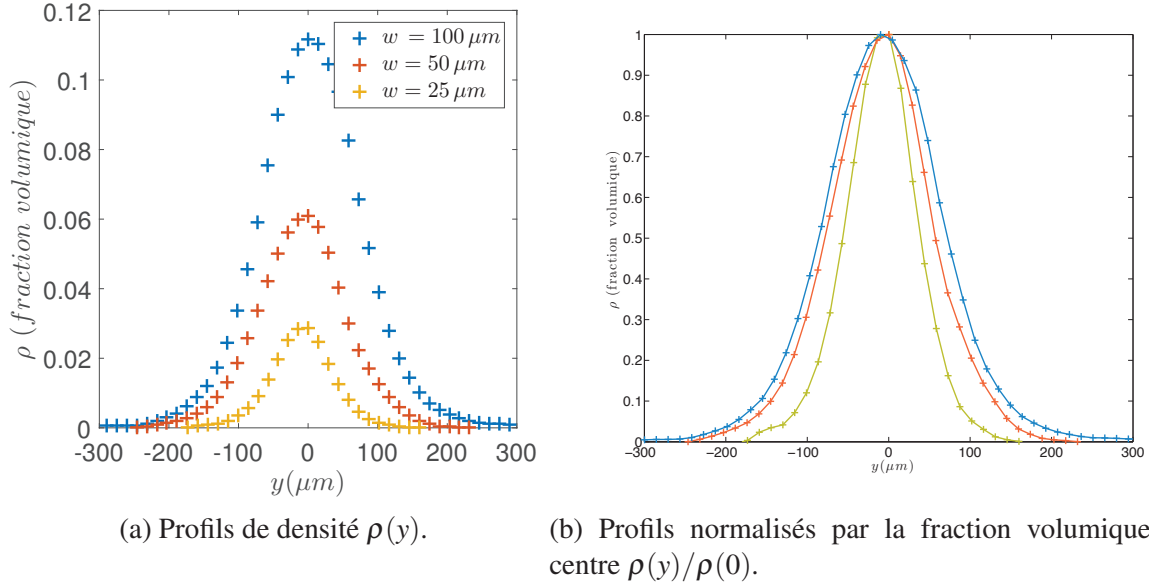 0.12
0.1
0.08
0.06
0.04
0.02
0
ρ (fraction volumique)
-300 -200 -100 0 100 200 300
y(μm)
w = 100 μm
w = 50 μm
w = 25 μm
1
0.9
0.8
0.7
0.6
0.5
0.4
0.3
0.2
0.1
0
ρ (fraction volumique)
−300 −200 −100 0 100 200 300
y(μm)
(a) Profils de densité ρ(y).
(b) Profils normalisés par la fraction volumique
centre ρ(y)/ρ(0).